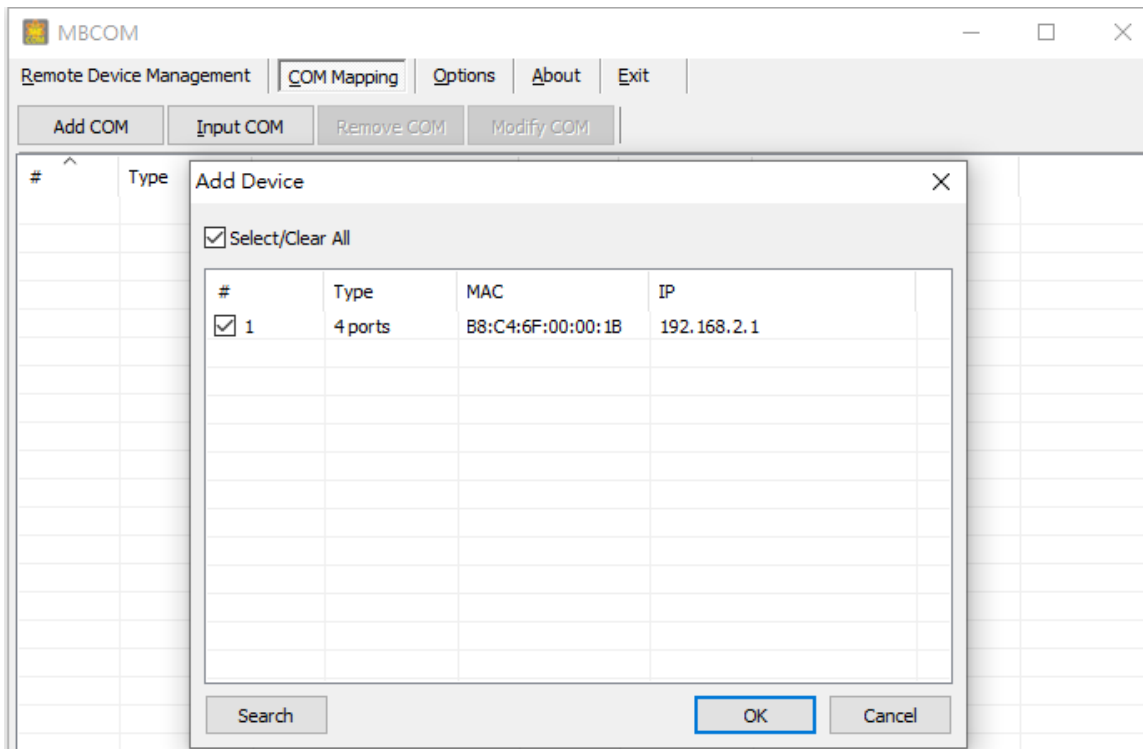 MBCOM
Remote Device Management COM Mapping Options About Exit
Add COM Input COM Remove COM Modify COM
# Type
Add Device
Select/Clear All
# Type MAC IP
1 4 ports B8:C4:6F:00:00:1B 192.168.2.1
Search OK Cancel